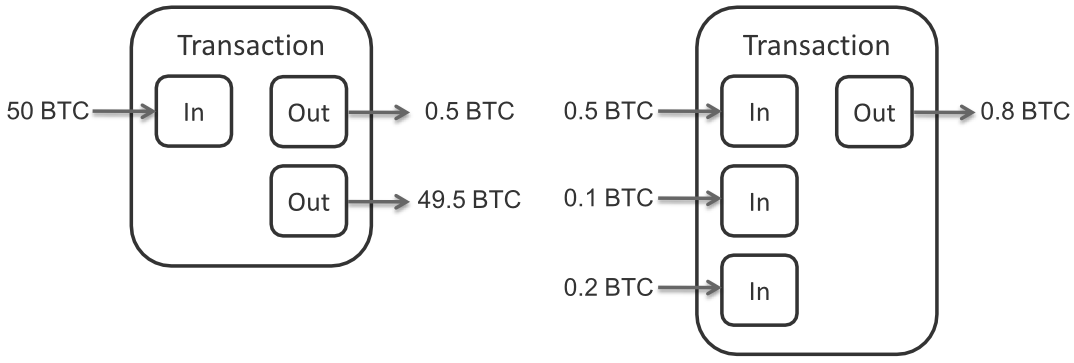 Transaction
50 BTC
In
Out
0.5 BTC
Out
49.5 BTC
Transaction
0.5 BTC
In
Out
0.8 BTC
0.1 BTC
In
0.2 BTC
In